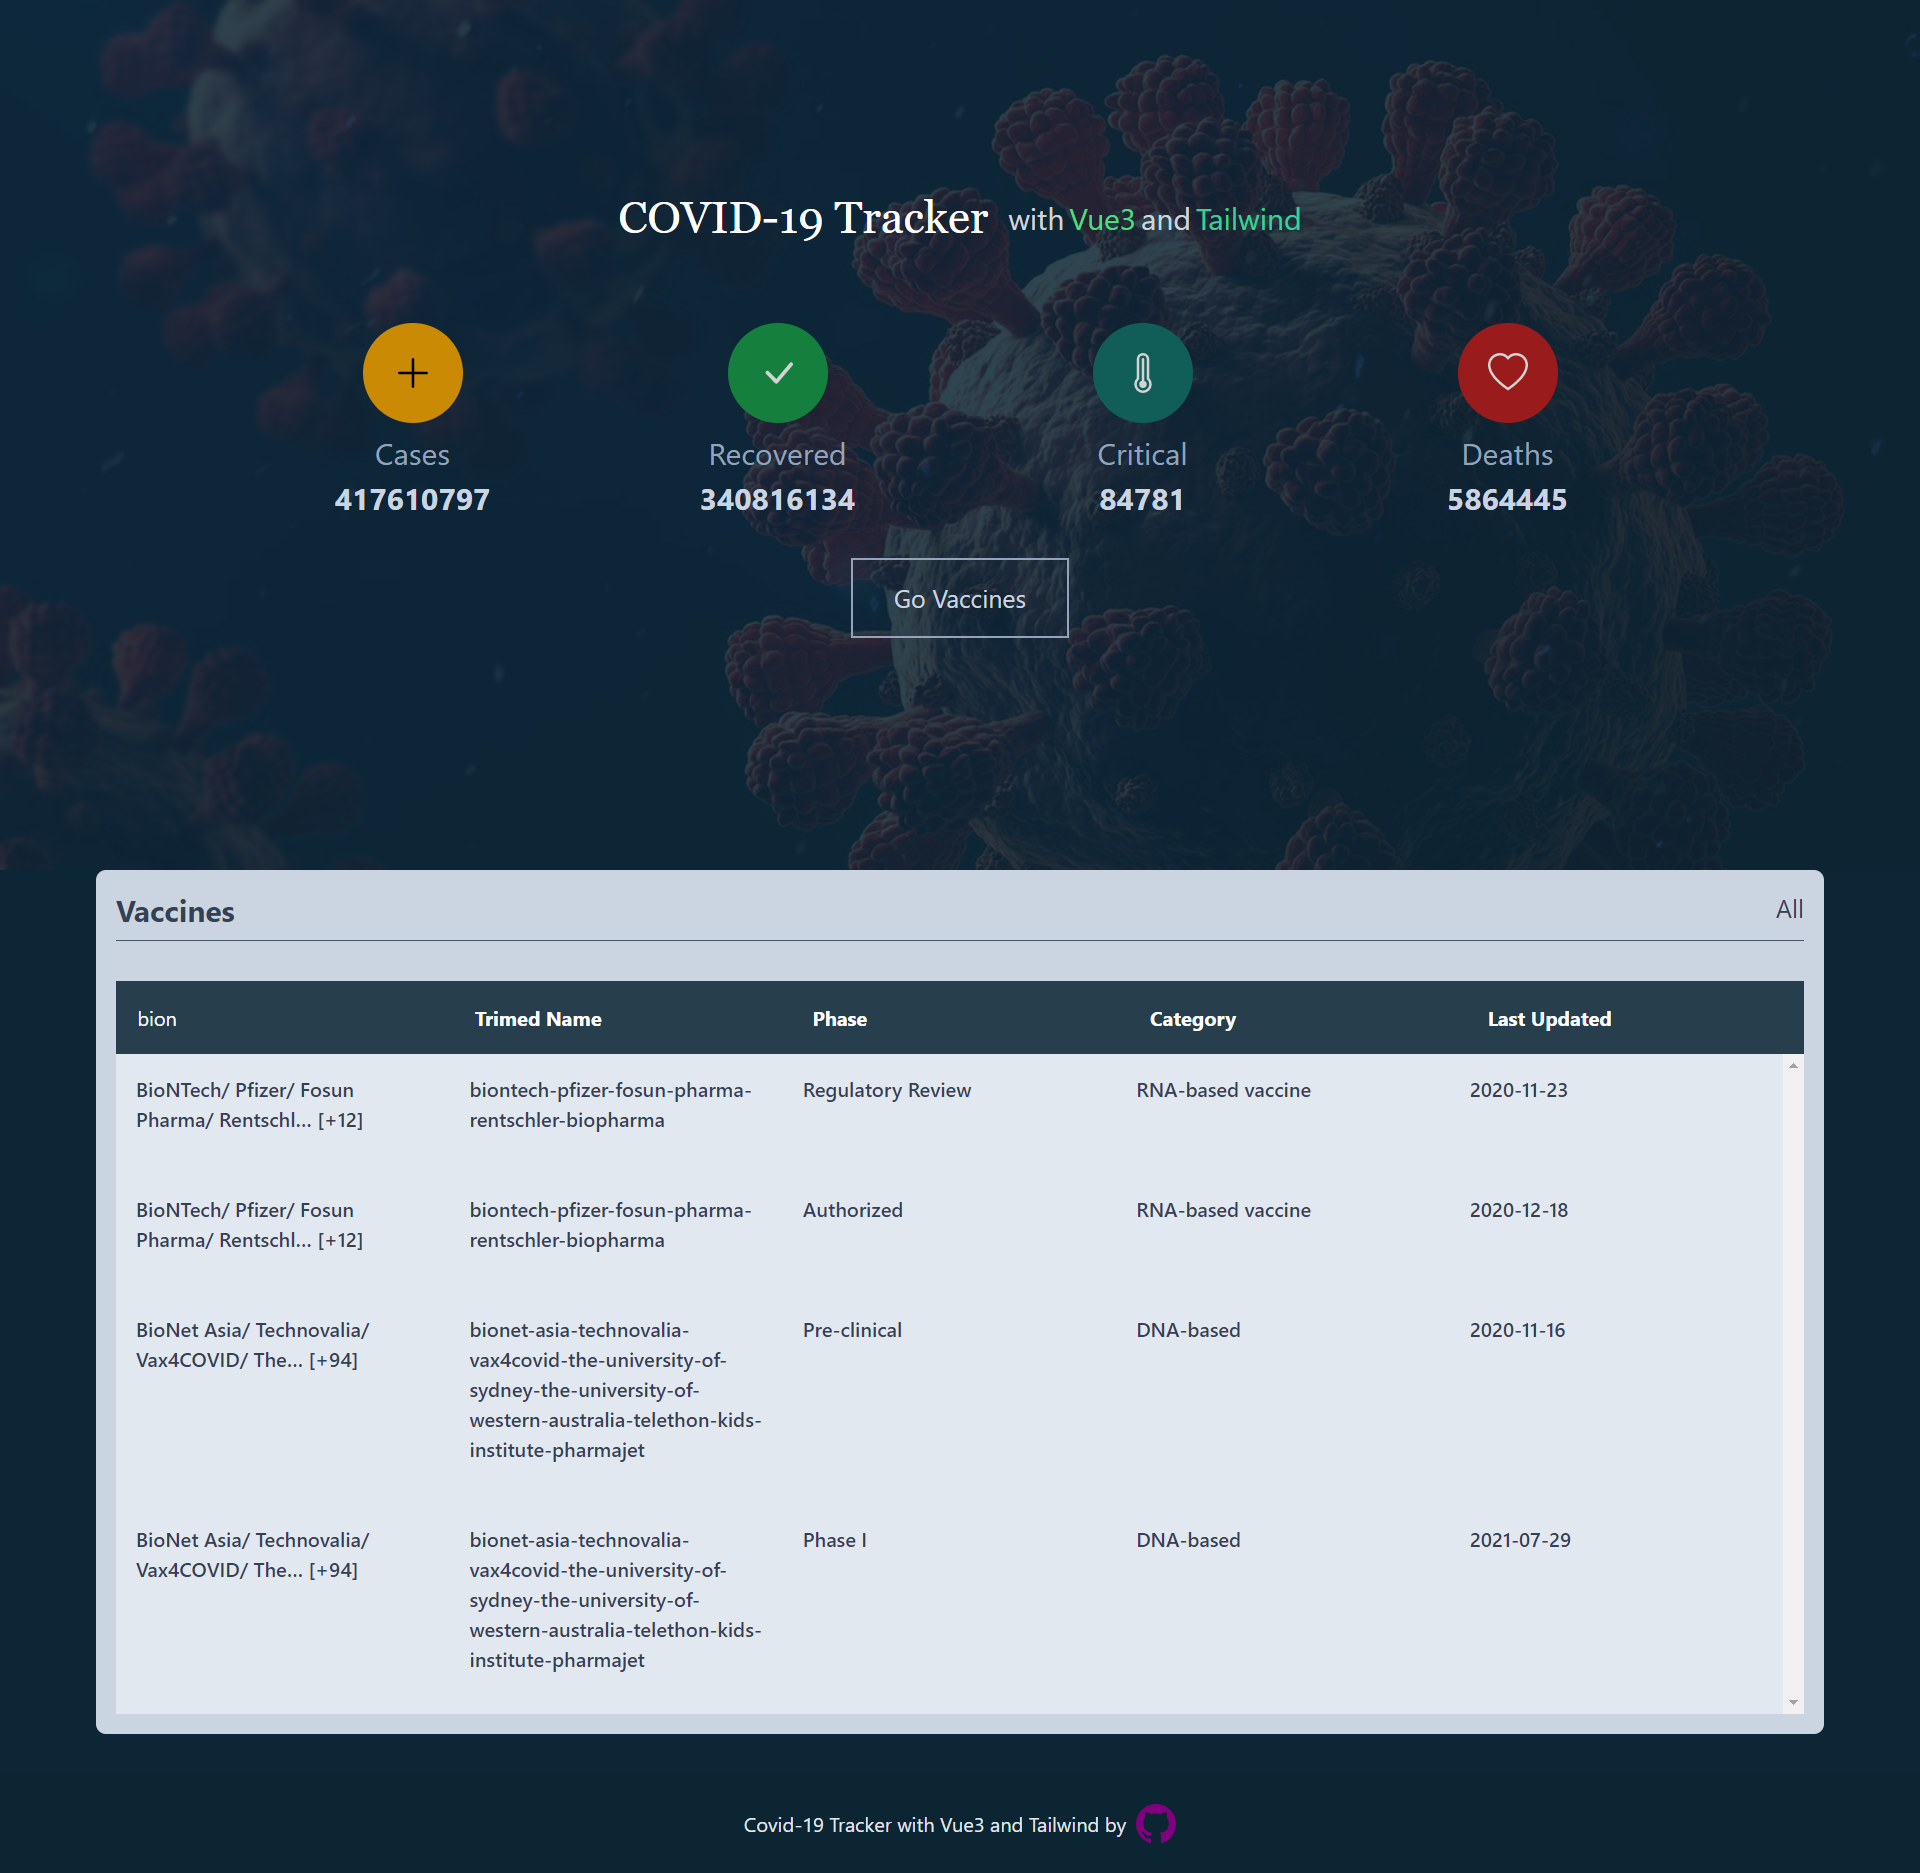 COVID-19 Tracker with Vue3 and Tailwind
Cases
417610797
Recovered
340816134
Critical
84781
Deaths
5864445
Go Vaccines
Vaccines
All
bion
Trimed Name
Phase
Category
Last Updated
BioNTech/ Pfizer/ Fosun
Pharma/ Rentschl... [+12]
biontech-pfizer-fosun-pharma-
rentschler-biopharma
Regulatory Review
RNA-based vaccine
2020-11-23
BioNTech/ Pfizer/ Fosun
Pharma/ Rentschl... [+12]
biontech-pfizer-fosun-pharma-
rentschler-biopharma
Authorized
RNA-based vaccine
2020-12-18
BioNet Asia/ Technovalia/
Vax4COVID/ The... [+94]
bionet-asia-technovalia-
vax4covid-the-university-of-
sydney-the-university-of-
western-australia-telethon-kids-
institute-pharmajet
Pre-clinical
DNA-based
2020-11-16
BioNet Asia/ Technovalia/
Vax4COVID/ The... [+94]
bionet-asia-technovalia-
vax4covid-the-university-of-
sydney-the-university-of-
western-australia-telethon-kids-
institute-pharmajet
Phase I
DNA-based
2021-07-29
Covid-19 Tracker with Vue3 and Tailwind by